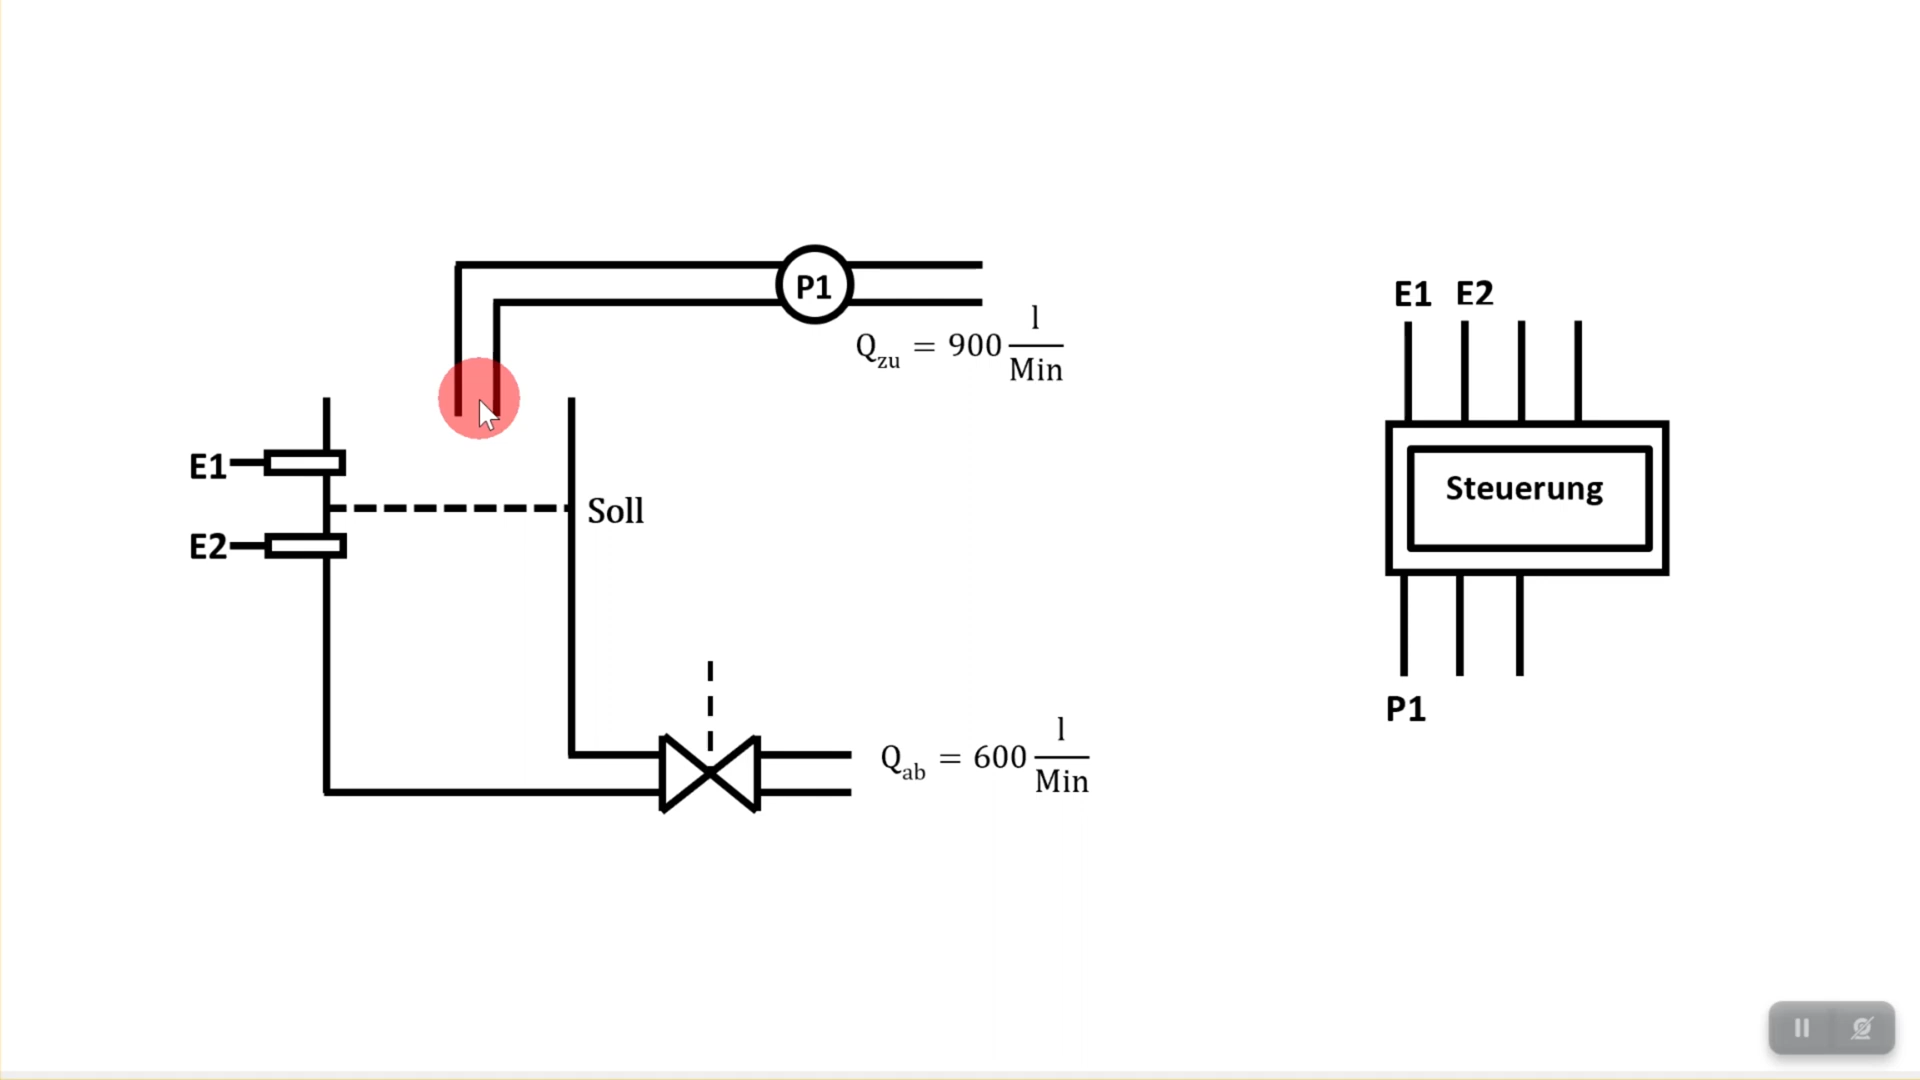 P1
Q_zu = 900 l/Min
E1 E2
E1
Soll
Steuerung
E2
P1
Q_ab = 600 l/Min